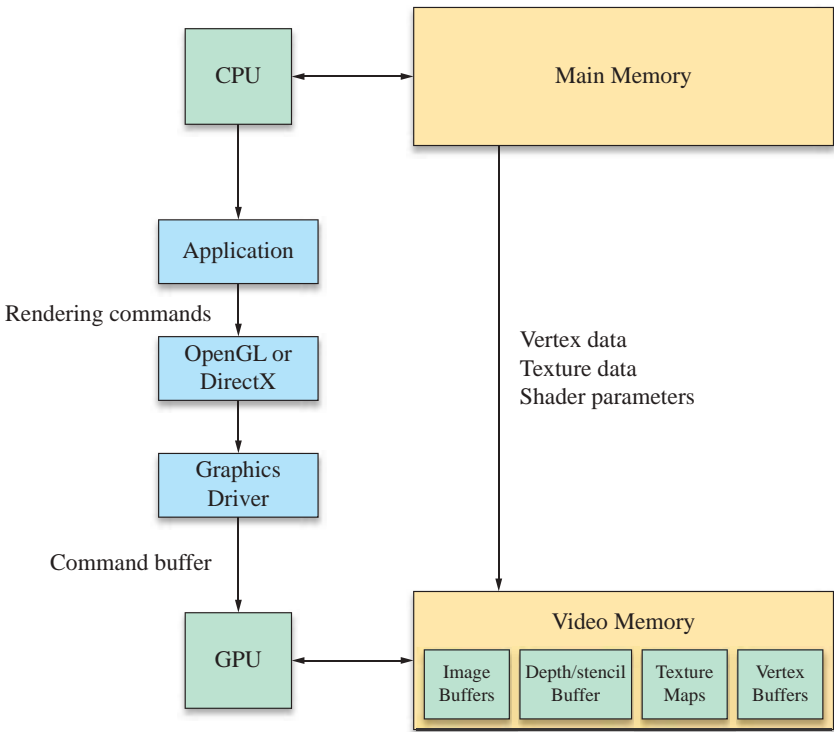 CPU
Main Memory
Application
Rendering commands
OpenGL or
DirectX
Vertex data
Texture data
Shader parameters
Graphics
Driver
Command buffer
GPU
Video Memory
Image
Buffers
Depth/stencil
Buffer
Texture
Maps
Vertex
Buffers